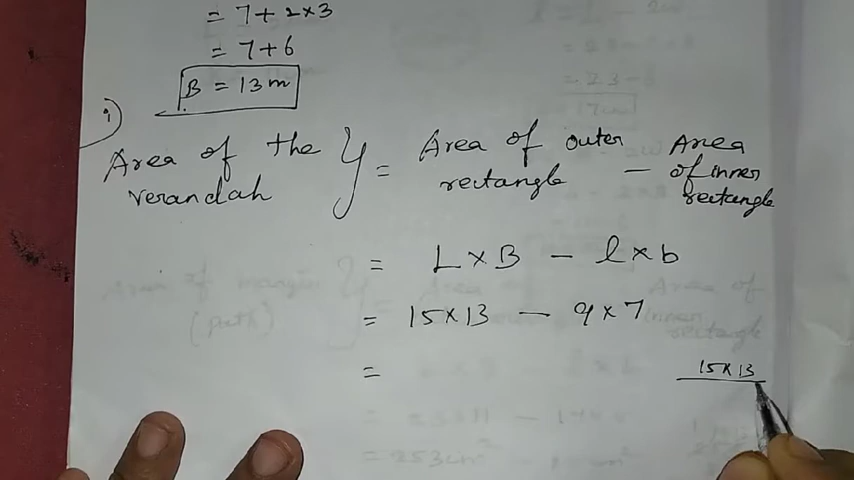 = 7 + 2 × 3
= 7 + 6
B = 13 m
i)
Area of the } = Area of outer — Area
verandah rectangle of inner
rectangle
= L × B — l × b
= 15 × 13 — 9 × 7
= 15 × 13